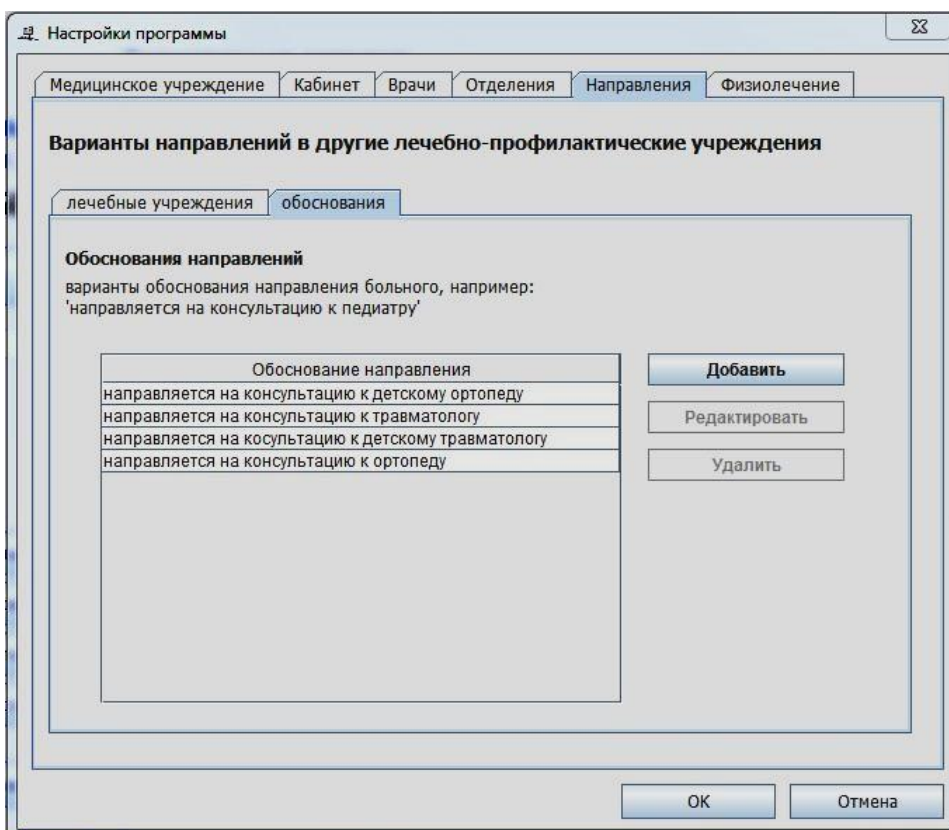 Настройки программы
Медицинское учреждение Кабинет Врачи Отделения Направления Физиолечение
Варианты направлений в другие лечебно-профилактические учреждения
лечебные учреждения обоснования
Обоснования направлений
варианты обоснования направления больного, например:
'направляется на консультацию к педиатру'
Обоснование направления
направляется на консультацию к детскому ортопеду
направляется на консультацию к травматологу
направляется на косультацию к детскому травматологу
направляется на консультацию к ортопеду
Добавить
Редактировать
Удалить
OK Отмена